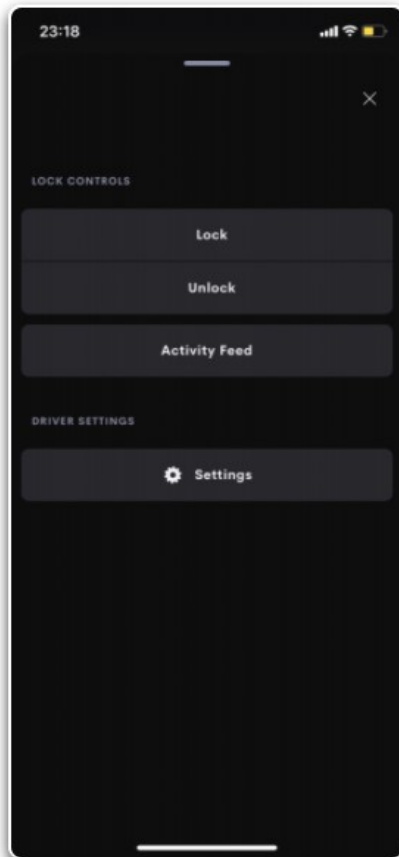 23:18
LOCK CONTROLS
Lock
Unlock
Activity Feed
DRIVER SETTINGS
Settings